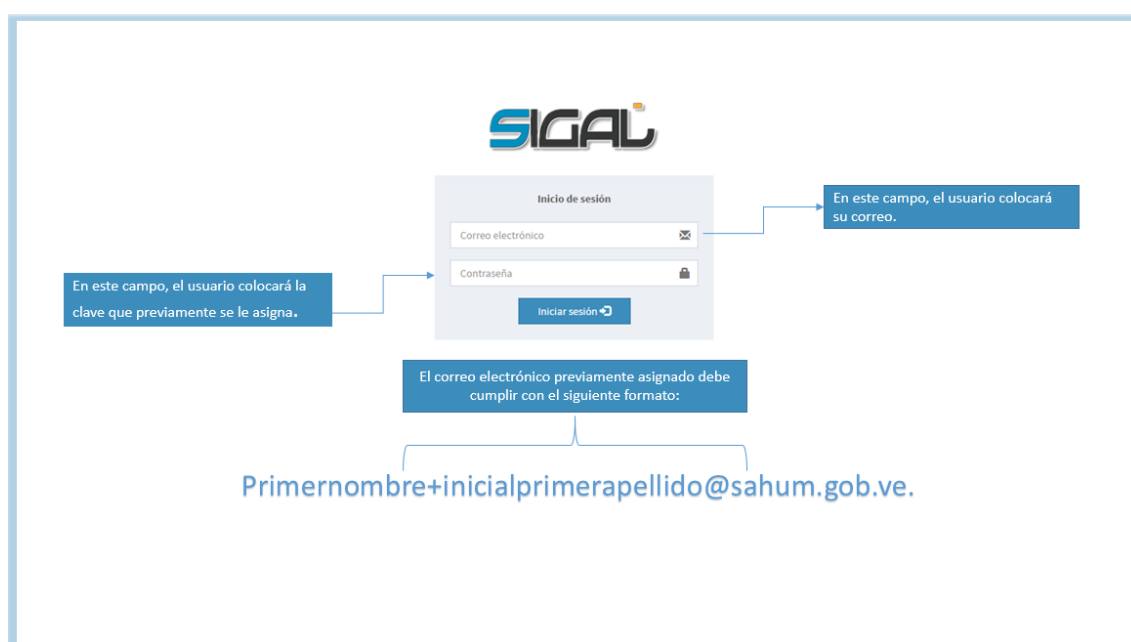 SIGAL
Inicio de sesión
En este campo, el usuario colocará
su correo.
Correo electrónico
Contraseña
En este campo, el usuario colocará la
clave que previamente se le asigna.
Iniciar sesión
El correo electrónico previamente asignado debe
cumplir con el siguiente formato:
Primernombre+inicialprimerapellido@sahum.gob.ve.